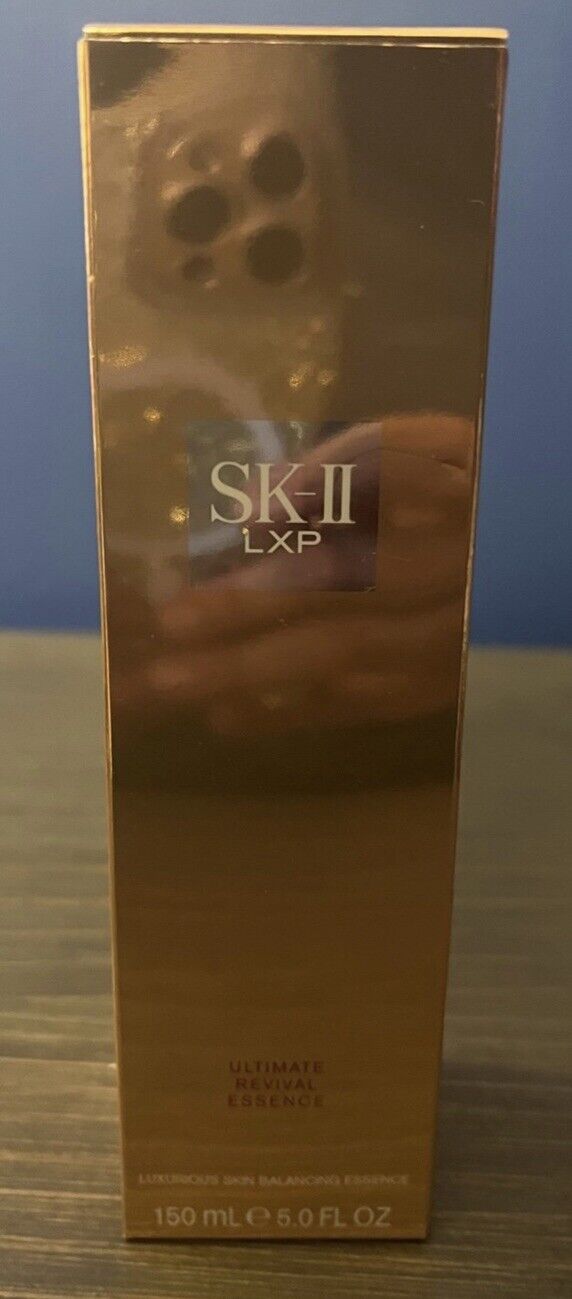 SK-II
LXP
ULTIMATE
REVIVAL
ESSENCE
LUXURIOUS SKIN BALANCING ESSENCE
150 mL ℮ 5.0 FL OZ